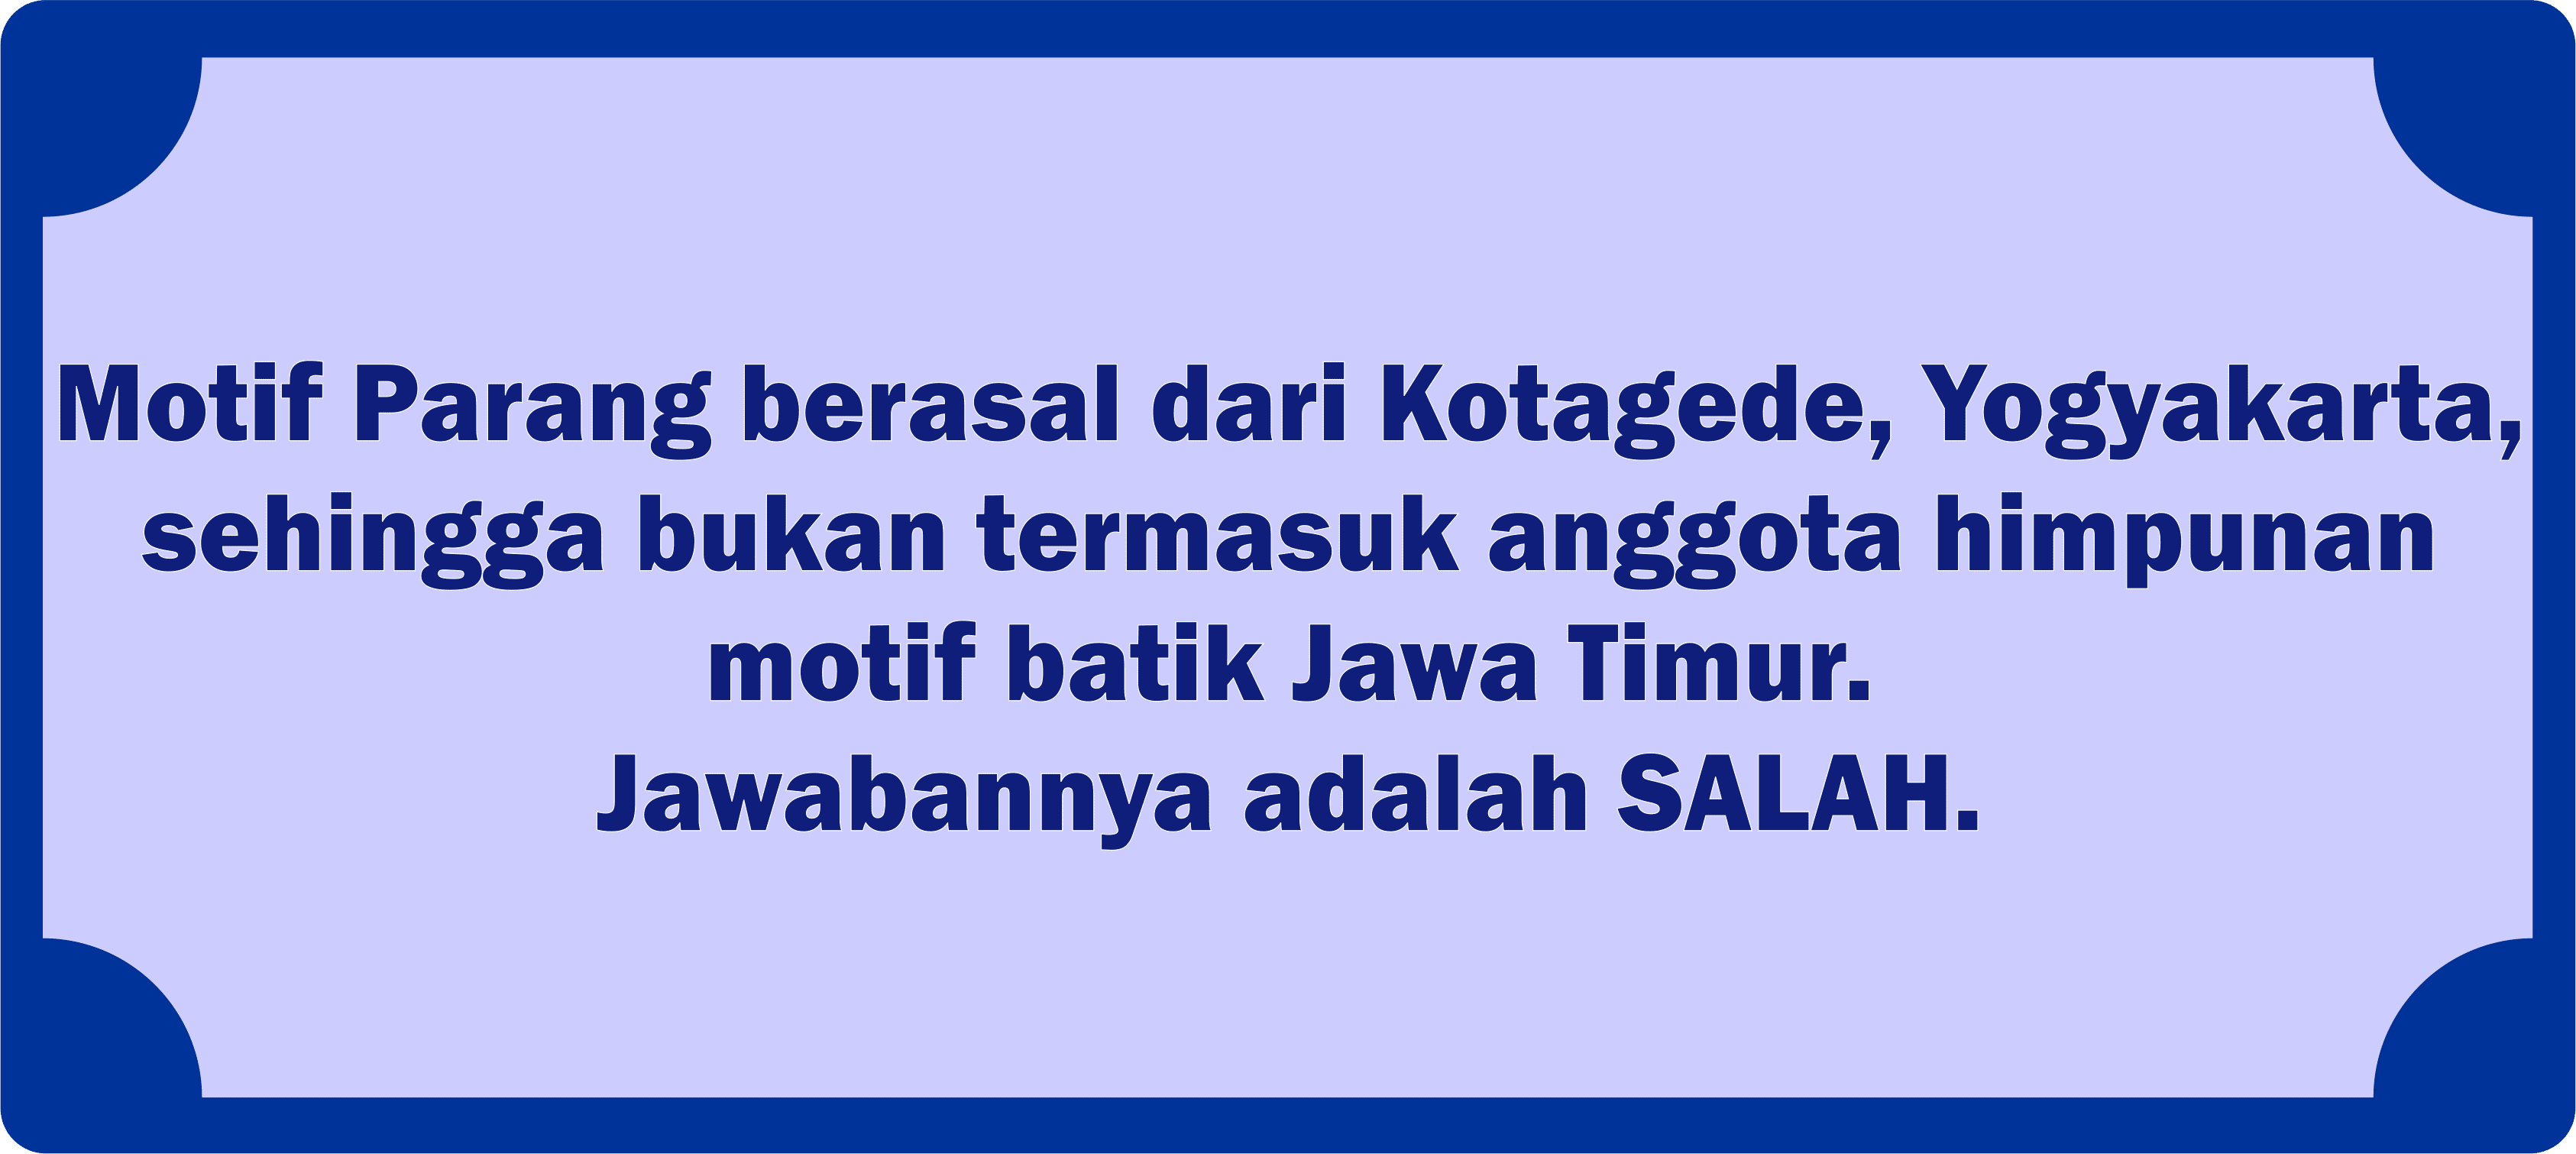 Motif Parang berasal dari Kotagede, Yogyakarta,
sehingga bukan termasuk anggota himpunan
motif batik Jawa Timur.
Jawabannya adalah SALAH.